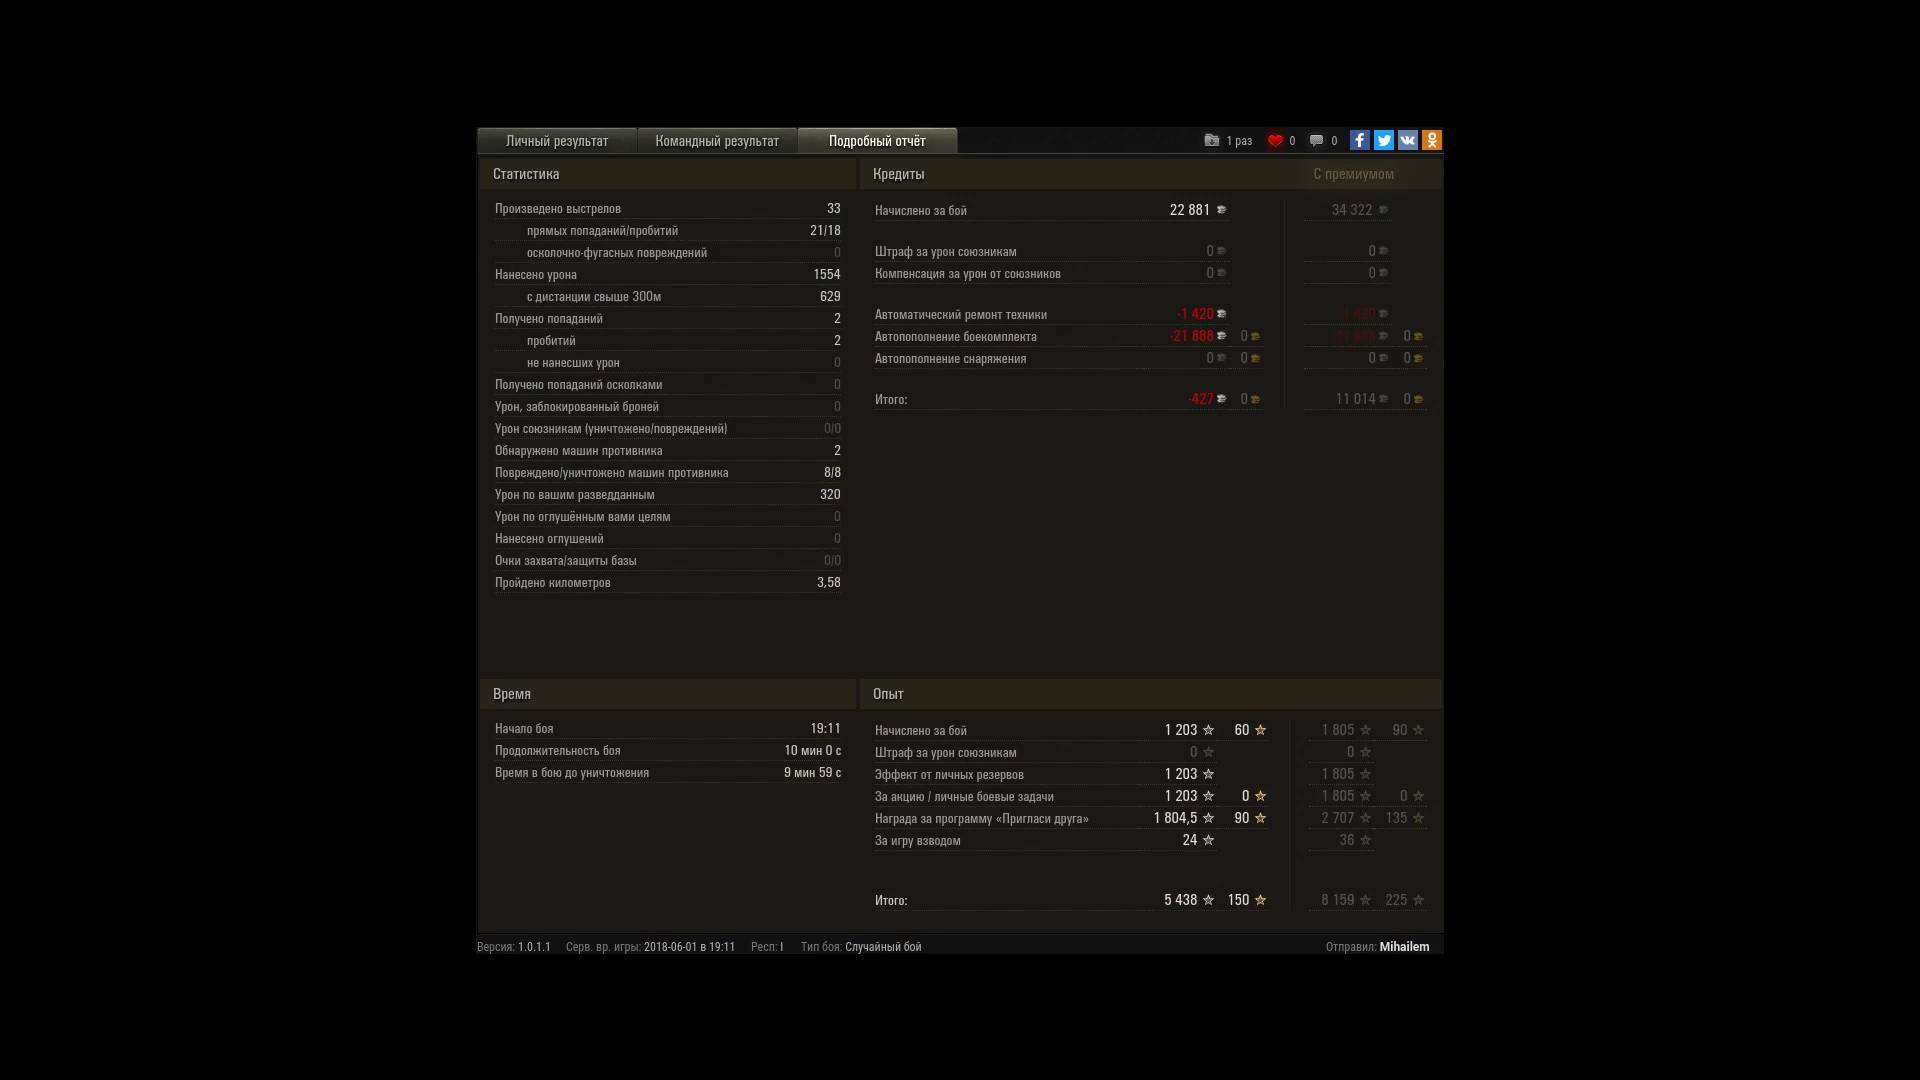 Личный результат Командный результат Подробный отчёт 1 раз 0 0
Статистика
Произведено выстрелов 33
прямых попаданий/пробитий 21/18
осколочно-фугасных повреждений 0
Нанесено урона 1554
с дистанции свыше 300м 629
Получено попаданий 2
пробитий 2
не нанесших урон 0
Получено попаданий осколками 0
Урон, заблокированный броней 0
Урон союзникам (уничтожено/повреждений) 0/0
Обнаружено машин противника 2
Повреждено/уничтожено машин противника 8/8
Урон по вашим разведданным 320
Урон по оглушённым вами целям 0
Нанесено оглушений 0
Очки захвата/защиты базы 0/0
Пройдено километров 3,58
Кредиты С премиумом
Начислено за бой 22 881 34 322
Штраф за урон союзникам 0 0
Компенсация за урон от союзников 0 0
Автоматический ремонт техники -1 420 -1 420
Автопополнение боекомплекта -21 888 0 -21 888 0
Автопополнение снаряжения 0 0 0 0
Итого: -427 0 11 014 0
Время
Начало боя 19:11
Продолжительность боя 10 мин 0 с
Время в бою до уничтожения 9 мин 59 с
Опыт
Начислено за бой 1 203 60 1 805 90
Штраф за урон союзникам 0 0
Эффект от личных резервов 1 203 1 805
За акцию / личные боевые задачи 1 203 0 1 805 0
Награда за программу «Пригласи друга» 1 804,5 90 2 707 135
За игру взводом 24 36
Итого: 5 438 150 8 159 225
Версия: 1.0.1.1 Серв. вр. игры: 2018-06-01 в 19:11 Респ: I Тип боя: Случайный бой Отправил: Mihailem